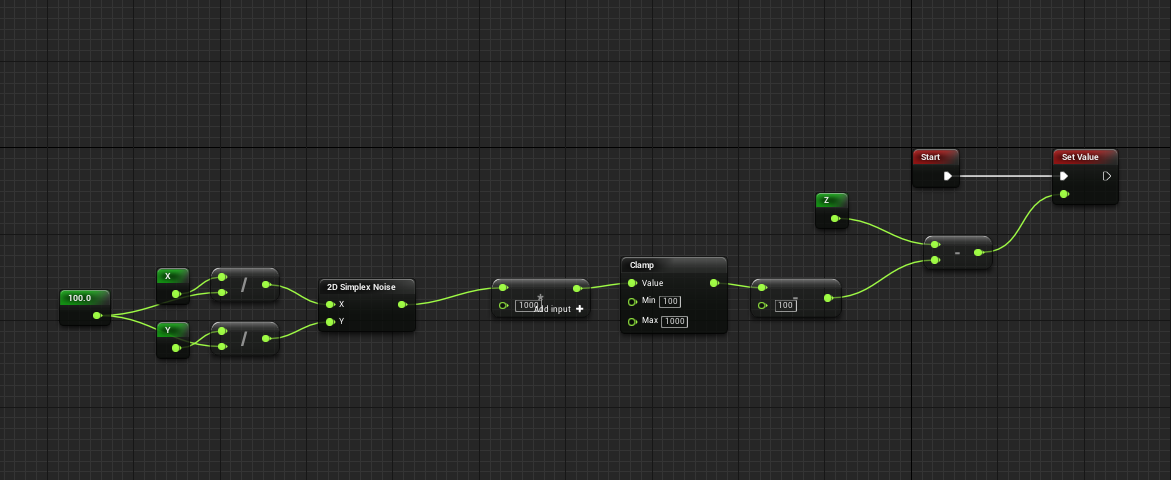 Start
Set Value
Z
-
X
/
100.0
Y
/
2D Simplex Noise
X
Y
*
1000
Add input +
Clamp
Value
Min 100
Max 1000
-
100